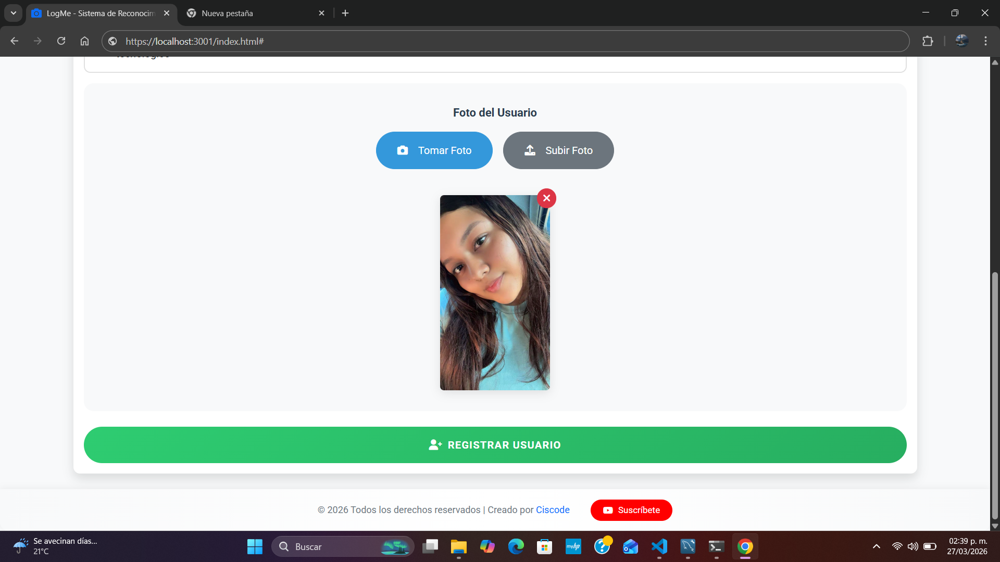 LogMe - Sistema de Reconocim
Nueva pestaña
https://localhost:3001/index.html#
Foto del Usuario
Tomar Foto
Subir Foto
REGISTRAR USUARIO
© 2026 Todos los derechos reservados | Creado por Ciscode
Suscríbete
Se avecinan días...
21°C
Buscar
myhp
02:39 p. m.
27/03/2026